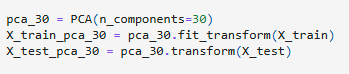 pca_30 = PCA(n_components=30)
X_train_pca_30 = pca_30.fit_transform(X_train)
X_test_pca_30 = pca_30.transform(X_test)